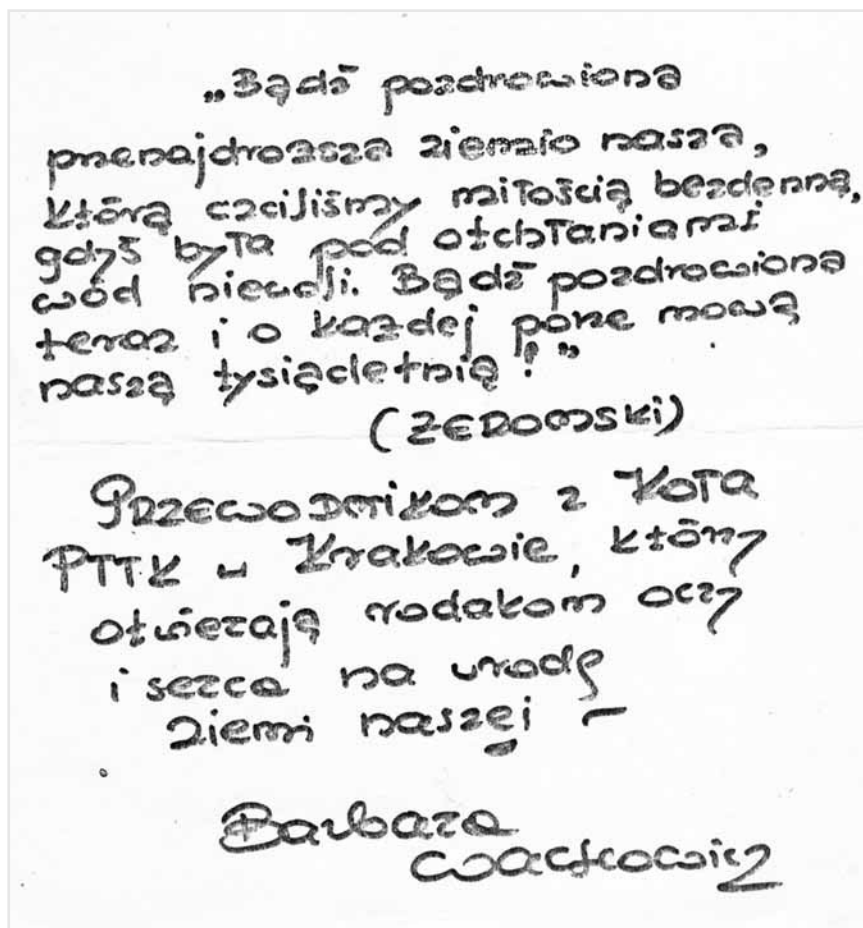 „Bądź pozdrowiona
przenajdroższa ziemio nasza,
którą czciliśmy miłością bezdenną,
gdyś była pod otchłaniami
wód niewoli. Bądź pozdrowiona
teraz i o każdej porze mową
naszą tysiącletnią!”
(ŻEROMSKI)
PRZEWODNIKOM z Koła
PTTK w Krakowie, którzy
otwierają rodakom oczy
i serca na urodę
ziemi naszej –
Barbara
Wachowicz